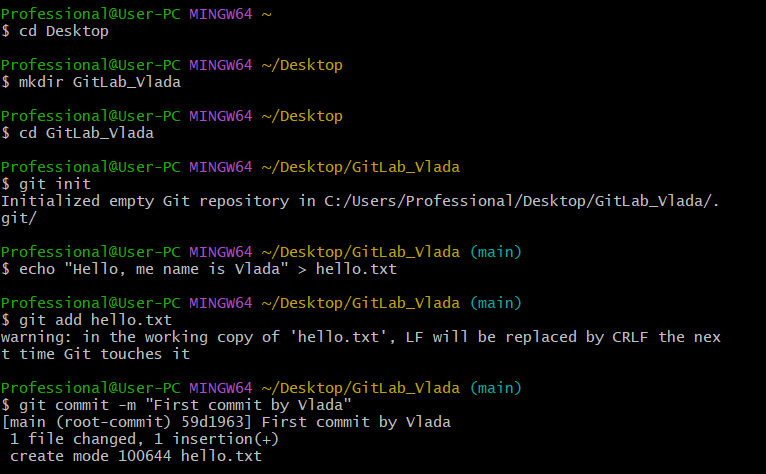 Professional@User-PC MINGW64 ~
$ cd Desktop
Professional@User-PC MINGW64 ~/Desktop
$ mkdir GitLab_Vlada
Professional@User-PC MINGW64 ~/Desktop
$ cd GitLab_Vlada
Professional@User-PC MINGW64 ~/Desktop/GitLab_Vlada
$ git init
Initialized empty Git repository in C:/Users/Professional/Desktop/GitLab_Vlada/.
git/
Professional@User-PC MINGW64 ~/Desktop/GitLab_Vlada (main)
$ echo "Hello, me name is Vlada" > hello.txt
Professional@User-PC MINGW64 ~/Desktop/GitLab_Vlada (main)
$ git add hello.txt
warning: in the working copy of 'hello.txt', LF will be replaced by CRLF the nex
t time Git touches it
Professional@User-PC MINGW64 ~/Desktop/GitLab_Vlada (main)
$ git commit -m "First commit by Vlada"
[main (root-commit) 59d1963] First commit by Vlada
 1 file changed, 1 insertion(+)
 create mode 100644 hello.txt